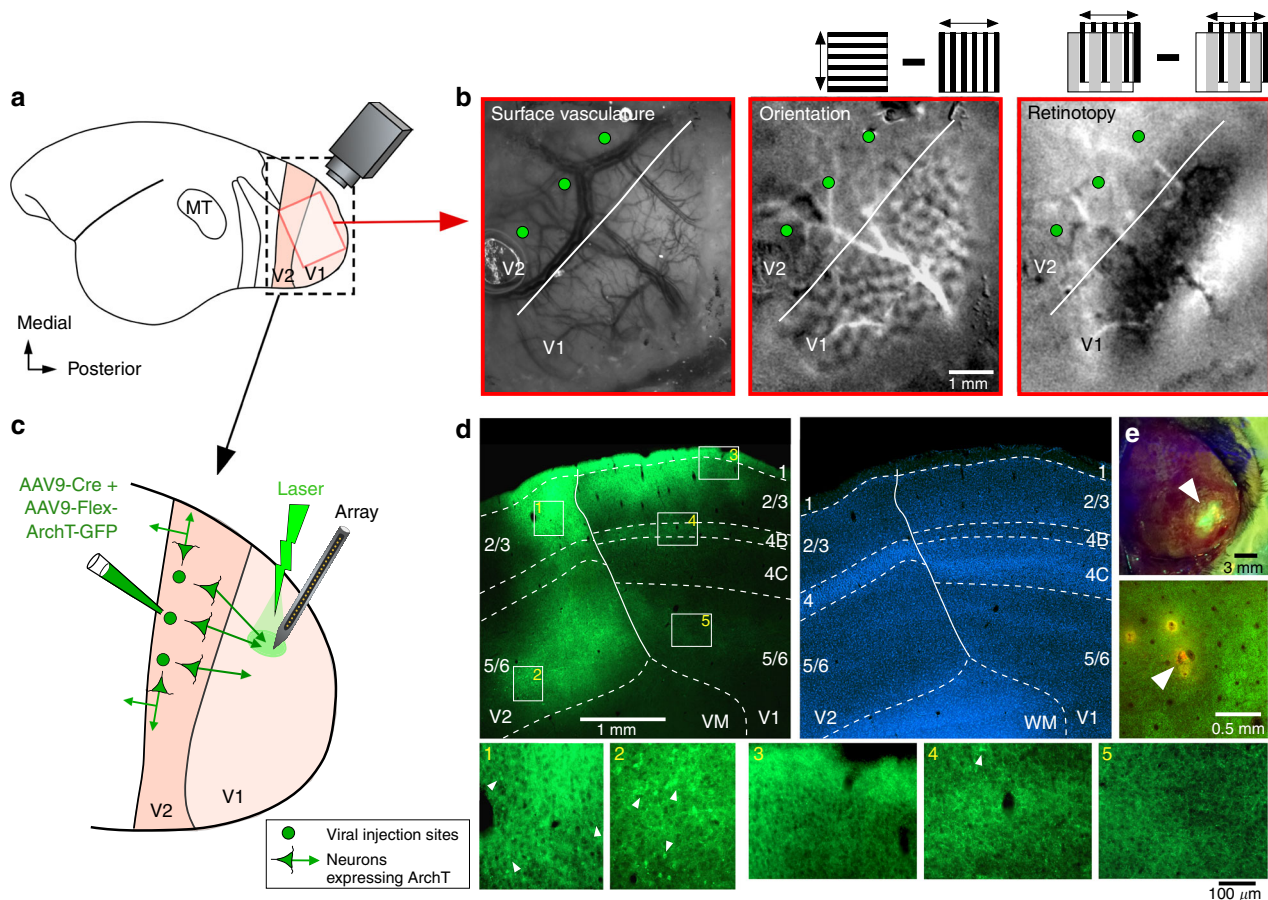 a
MT
V2
V1
Medial
Posterior
b
Surface vasculature
V2
V1
Orientation
V2
V1
1 mm
Retinotopy
V2
V1
c
AAV9-Cre +
AAV9-Flex-
ArchT-GFP
Laser
Array
V2
V1
Viral injection sites
Neurons
expressing ArchT
d
1
2
3
4
5
1
2/3
2/3
4B
4C
4
5/6
5/6
V2
1 mm
VM
V1
1
2/3
2/3
4B
4C
4
5/6
V2
WM
V1
e
3 mm
0.5 mm
1
2
3
4
5
100 µm